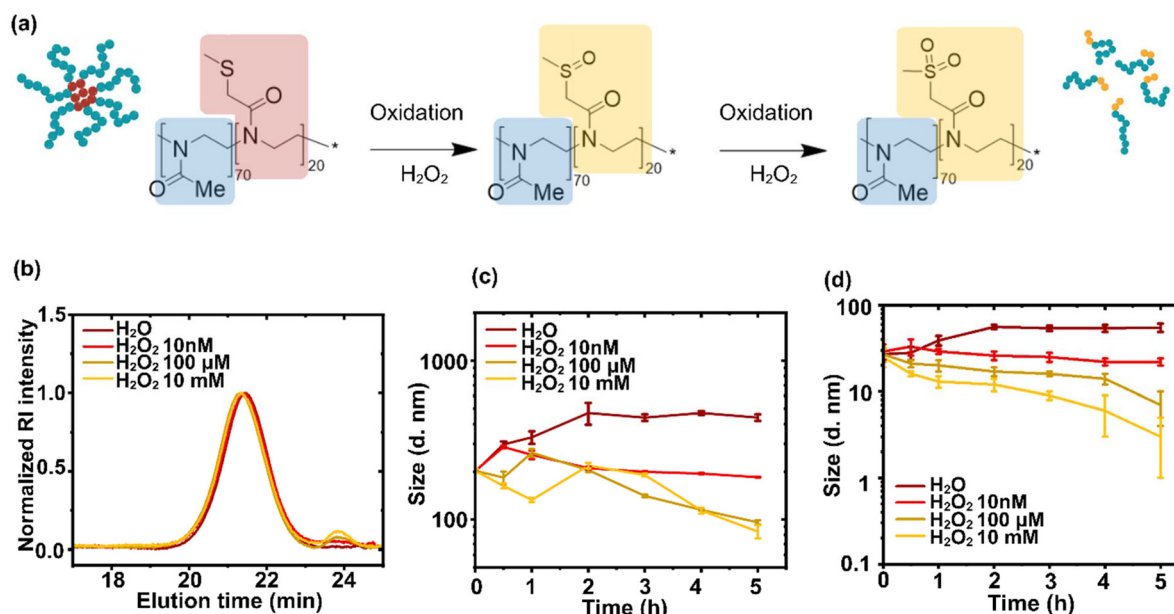 (a)
S
O
N
N
O
Me
70
20
*
Oxidation
H₂O₂
O
S
O
N
N
O
Me
70
20
*
Oxidation
H₂O₂
O
O
S
O
N
N
O
Me
70
20
*
(b)
Normalized RI intensity
1.5
1.0
0.5
0.0
H₂O
H₂O₂ 10nM
H₂O₂ 100 µM
H₂O₂ 10 mM
18
20
22
24
Elution time (min)
(c)
Size (d. nm)
1000
100
H₂O
H₂O₂ 10nM
H₂O₂ 100 µM
H₂O₂ 10 mM
0
1
2
3
4
5
Time (h)
(d)
Size (d. nm)
100
10
1
0.1
H₂O
H₂O₂ 10nM
H₂O₂ 100 µM
H₂O₂ 10 mM
0
1
2
3
4
5
Time (h)